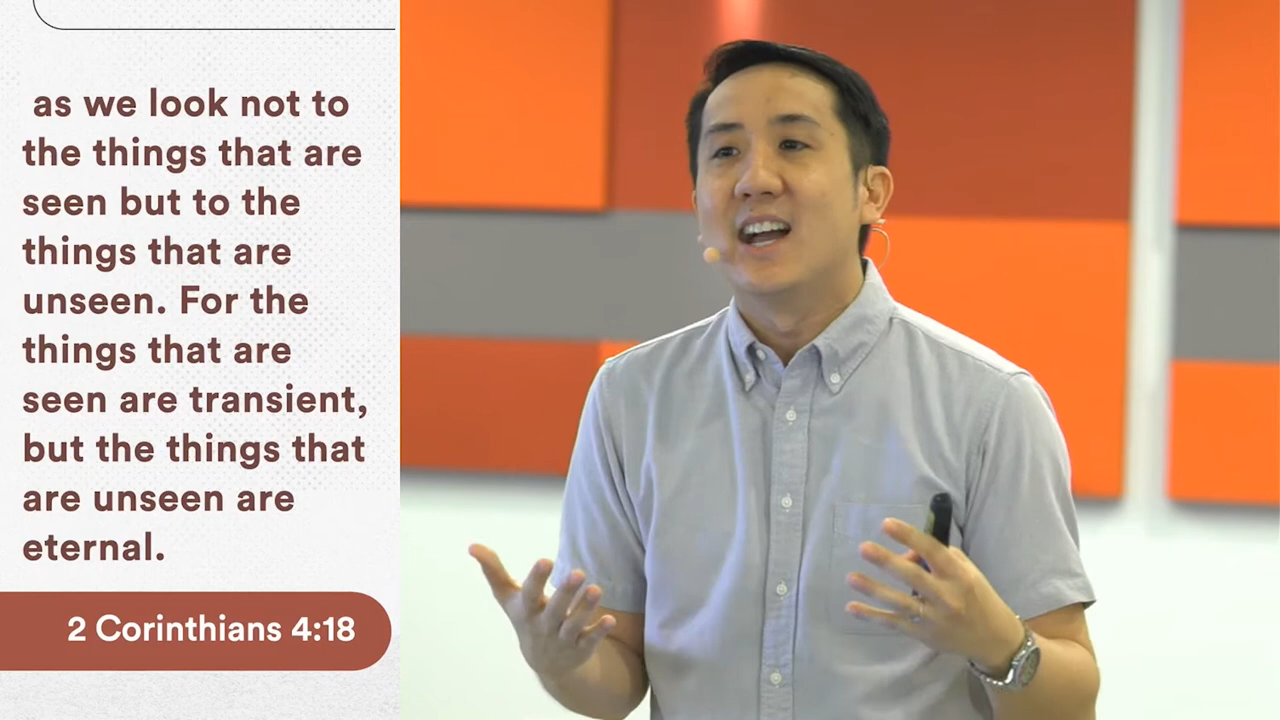 as we look not to
the things that are
seen but to the
things that are
unseen. For the
things that are
seen are transient,
but the things that
are unseen are
eternal.
2 Corinthians 4:18